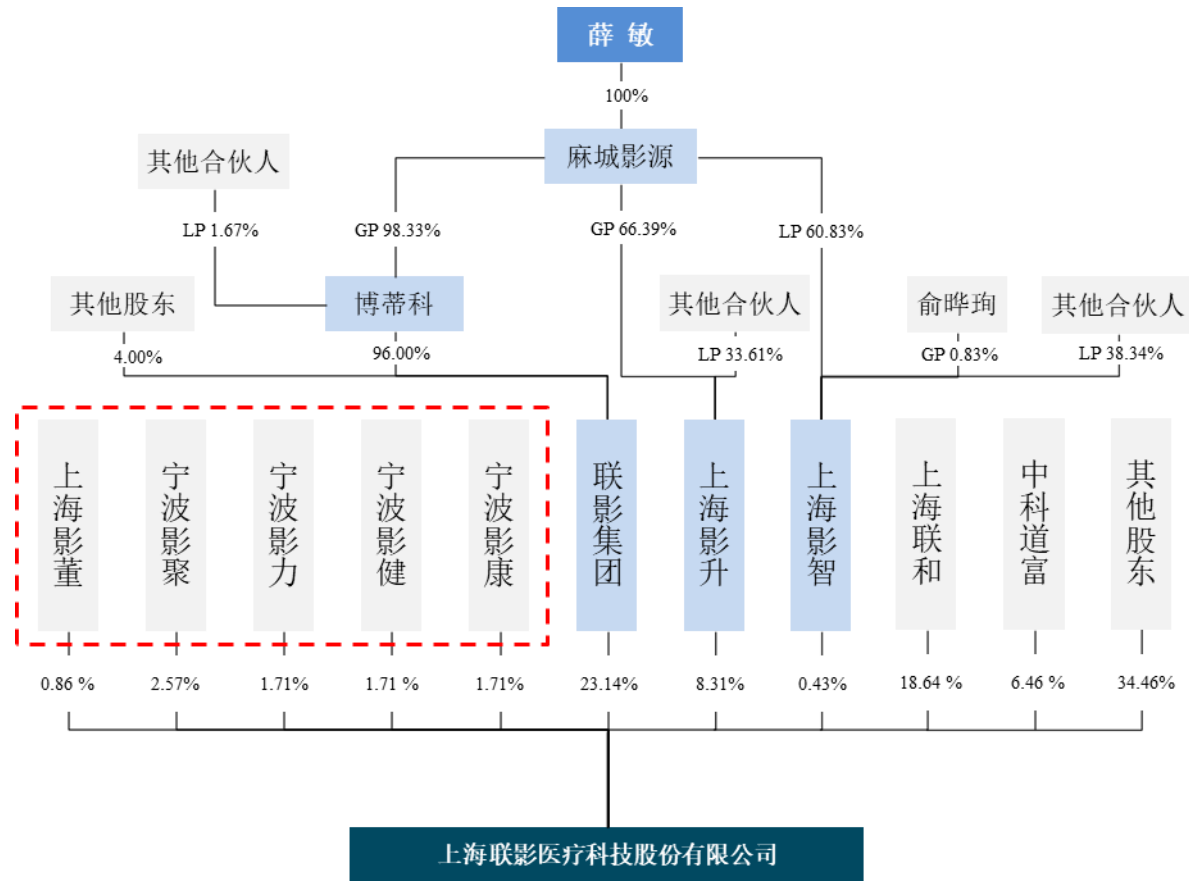 薛 敏
100%
麻城影源
其他合伙人
LP 1.67%
GP 98.33%
GP 66.39%
LP 60.83%
其他股东
博蒂科
其他合伙人
俞晔珣
其他合伙人
4.00%
96.00%
LP 33.61%
GP 0.83%
LP 38.34%
上海影董
宁波影聚
宁波影力
宁波影健
宁波影康
联影集团
上海影升
上海影智
上海联和
中科道富
其他股东
0.86 %
2.57%
1.71%
1.71 %
1.71%
23.14%
8.31%
0.43%
18.64 %
6.46 %
34.46%
上海联影医疗科技股份有限公司